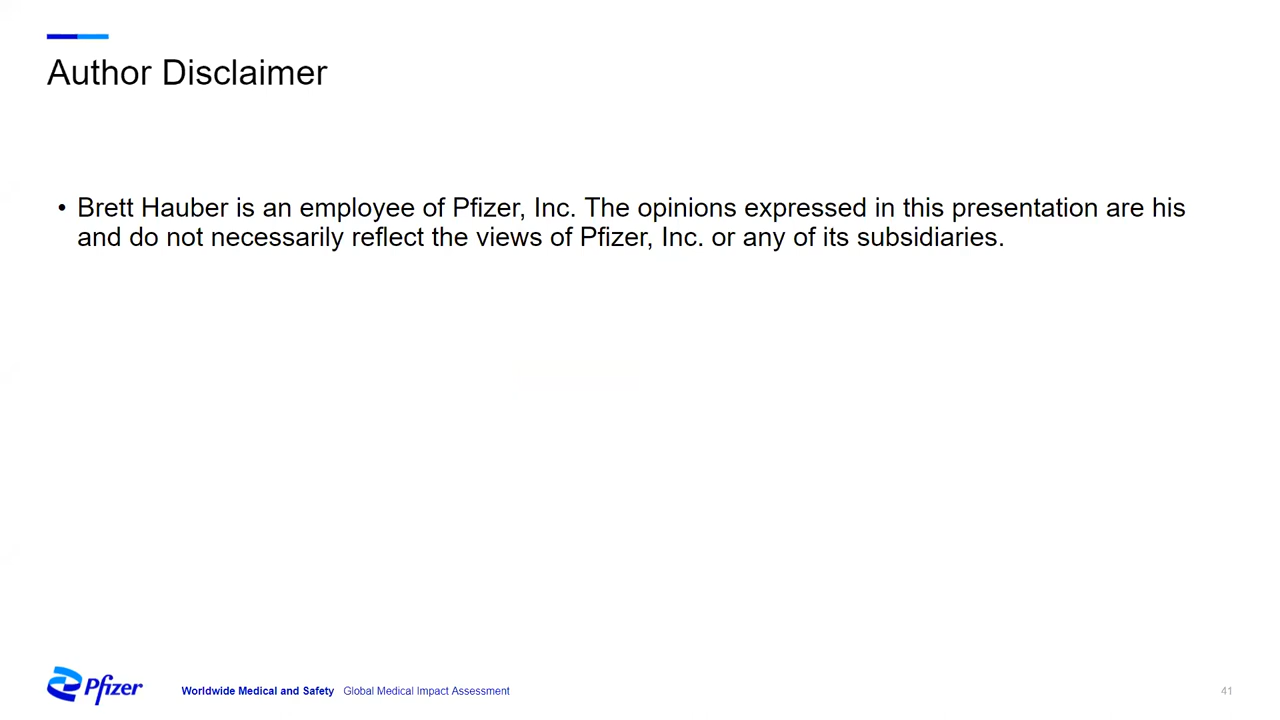 Author Disclaimer
• Brett Hauber is an employee of Pfizer, Inc. The opinions expressed in this presentation are his
and do not necessarily reflect the views of Pfizer, Inc. or any of its subsidiaries.
Pfizer
Worldwide Medical and Safety Global Medical Impact Assessment
41